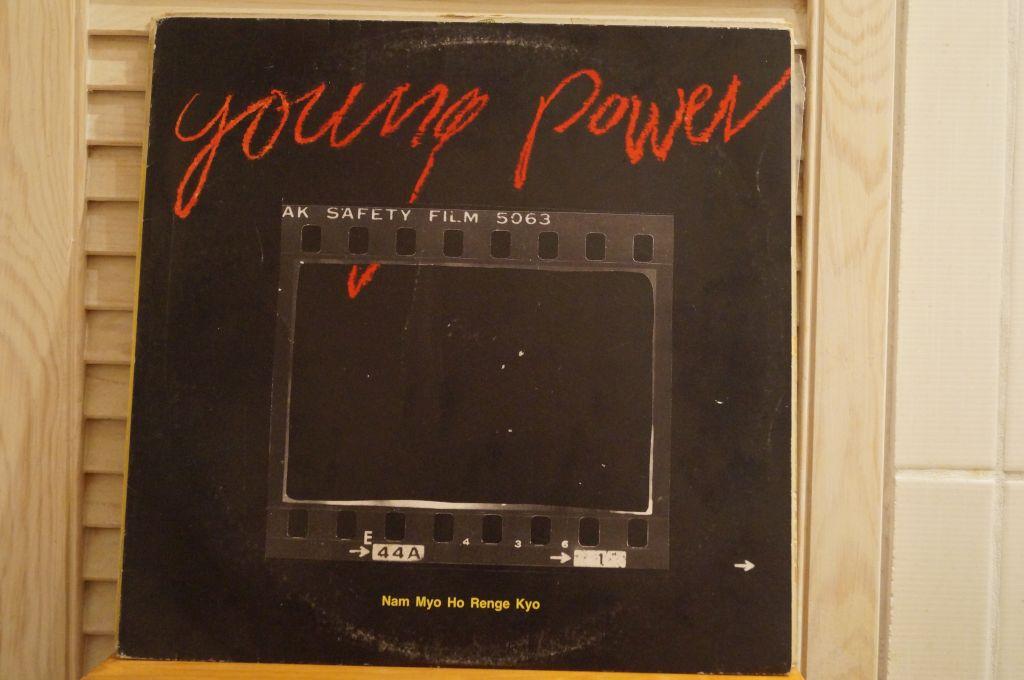 young power
AK SAFETY FILM 5063
E 4 3 6
44A 1
Nam Myo Ho Renge Kyo